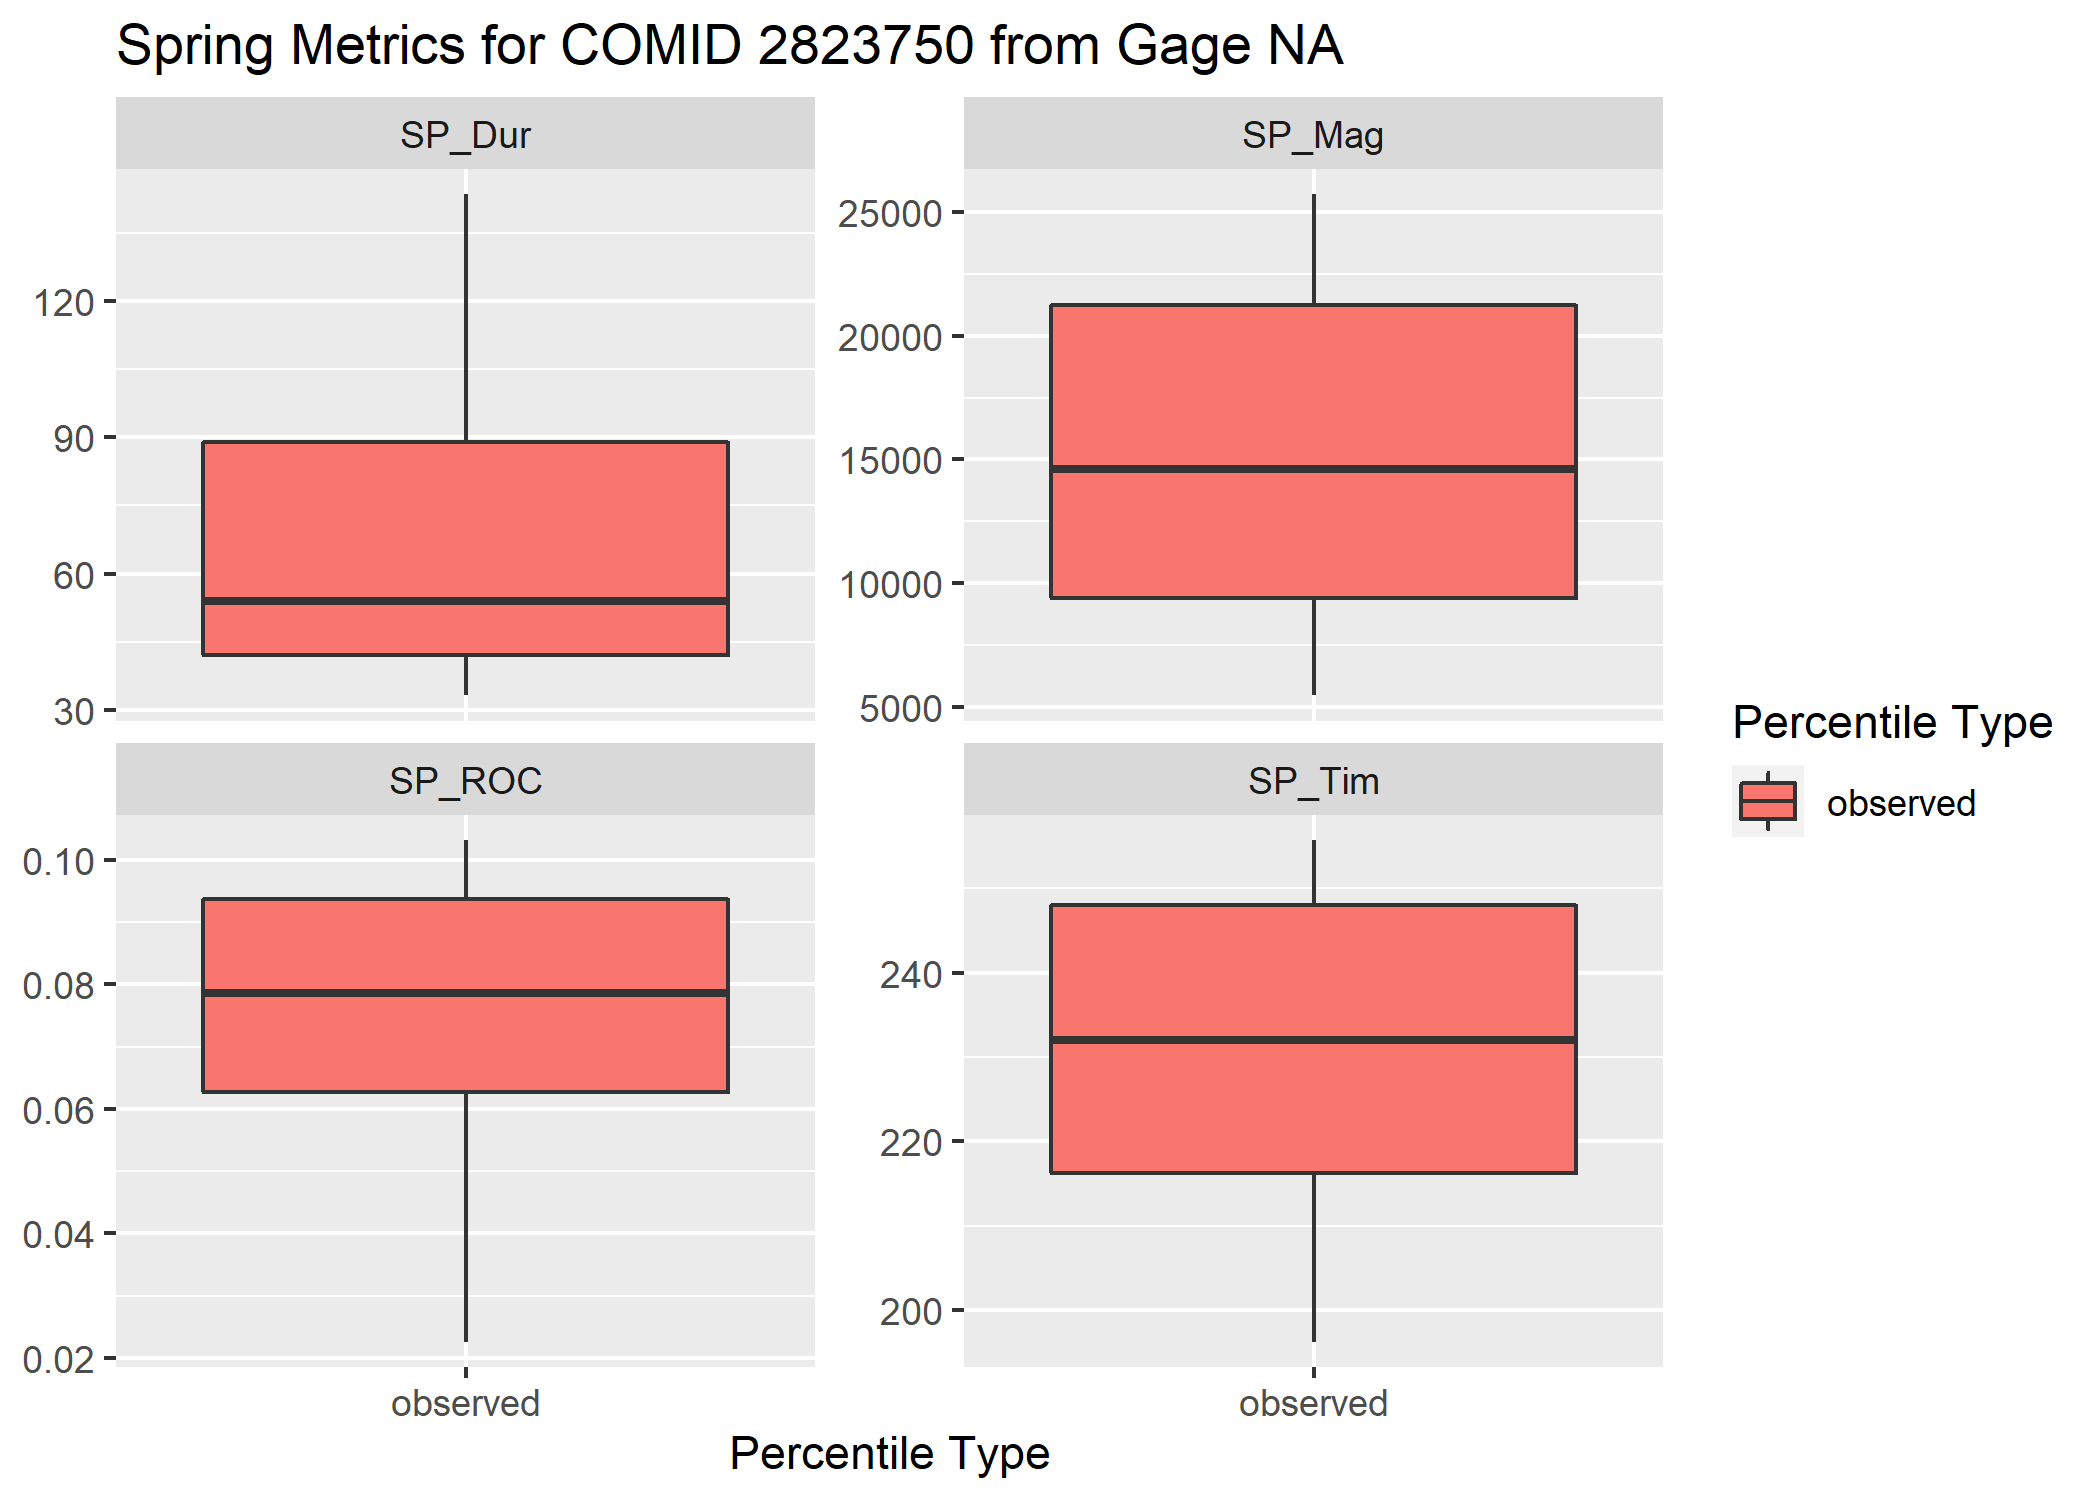 Spring Metrics for COMID 2823750 from Gage NA
SP_Dur
120
90
60
30
SP_Mag
25000
20000
15000
10000
5000
SP_ROC
0.10
0.08
0.06
0.04
0.02
observed
SP_Tim
240
220
200
observed
Percentile Type
Percentile Type
observed